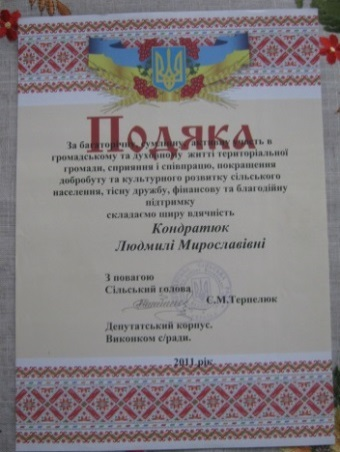 Подяка
За багаторічну, сумлінну, активну участь в
громадському та духовному житті територіальної
громади, сприяння і співпрацю, покращення
добробуту та культурного розвитку сільського
населення, тісну дружбу, фінансову та благодійну
підтримку
складаємо щиру вдячність
Кондратюк
Людмилі Мирославівні
З повагою
Сільський голова
Є.М.Терпелюк
Депутатський корпус.
Виконком с/ради.
2011 рік